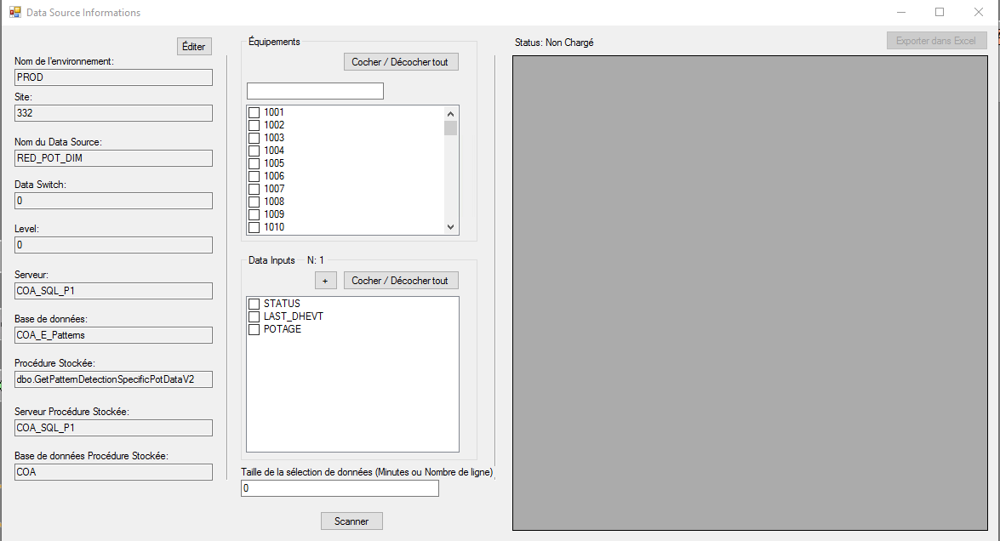 Data Source Informations
Éditer
Nom de l'environnement:
PROD
Site:
332
Nom du Data Source:
RED_POT_DIM
Data Switch:
0
Level:
0
Serveur:
COA_SQL_P1
Base de données:
COA_E_Patterns
Procédure Stockée:
dbo.GetPatternDetectionSpecificPotDataV2
Serveur Procédure Stockée:
COA_SQL_P1
Base de données Procédure Stockée:
COA
Équipements
Cocher / Décocher tout
1001
1002
1003
1004
1005
1006
1007
1008
1009
1010
Data Inputs N: 1
+ Cocher / Décocher tout
STATUS
LAST_DHEVT
POTAGE
Taille de la sélection de données (Minutes ou Nombre de ligne)
0
Scanner
Status: Non Chargé
Exporter dans Excel